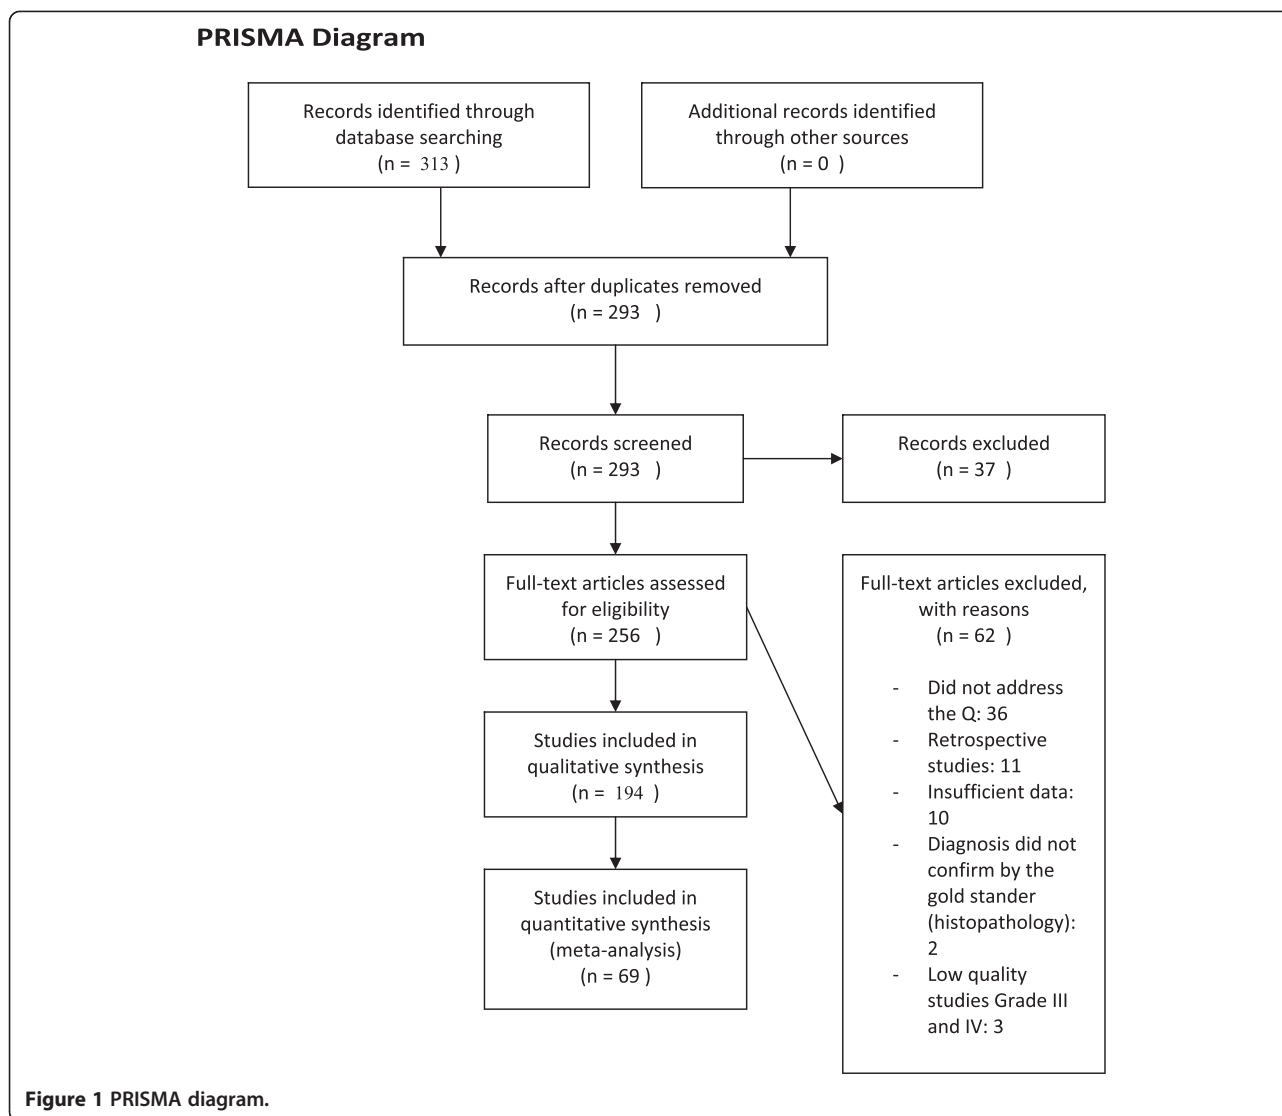 PRISMA Diagram
Records identified through
database searching
(n = 313 )
Additional records identified
through other sources
(n = 0 )
Records after duplicates removed
(n = 293 )
Records screened
(n = 293 )
Records excluded
(n = 37 )
Full-text articles assessed
for eligibility
(n = 256 )
Full-text articles excluded,
with reasons
(n = 62 )
- Did not address
the Q: 36
- Retrospective
studies: 11
- Insufficient data:
10
- Diagnosis did not
confirm by the
gold stander
(histopathology):
2
- Low quality
studies Grade III
and IV: 3
Studies included in
qualitative synthesis
(n = 194 )
Studies included in
quantitative synthesis
(meta-analysis)
(n = 69 )
Figure 1 PRISMA diagram.